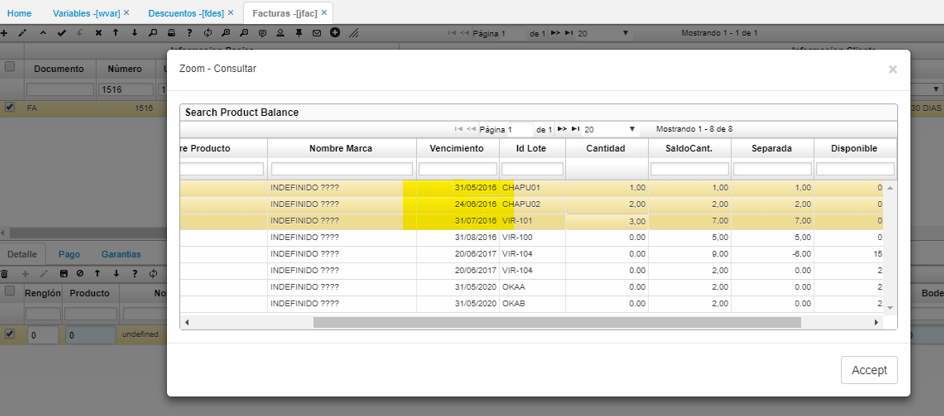 Home Variables -[wvar] × Descuentos -[fdes] × Facturas -[jfac] ×
Página 1 de 1 20 Mostrando 1 - 1 de 1
Documento Número
1516
FA 1516 30 DIAS
Detalle Pago Garantías
Renglón Producto No Bode
0 0 undefined
Zoom - Consultar ×
Search Product Balance
Página 1 de 1 20 Mostrando 1 - 8 de 8
re Producto Nombre Marca Vencimiento Id Lote Cantidad SaldoCant. Separada Disponible
INDEFINIDO ???? 31/05/2016 CHAPU01 1,00 1,00 1,00 0
INDEFINIDO ???? 24/06/2016 CHAPU02 2,00 2,00 2,00 0
INDEFINIDO ???? 31/07/2016 VIR-101 3,00 7,00 7,00 0
INDEFINIDO ???? 31/08/2016 VIR-100 0.00 5,00 5,00 0
INDEFINIDO ???? 20/06/2017 VIR-104 0.00 9,00 -6,00 15
INDEFINIDO ???? 20/06/2017 VIR-104 0.00 2,00 0.00 2
INDEFINIDO ???? 31/05/2020 OKAA 0.00 2,00 0.00 2
INDEFINIDO ???? 31/05/2020 OKAB 0.00 2,00 0.00 2
Accept